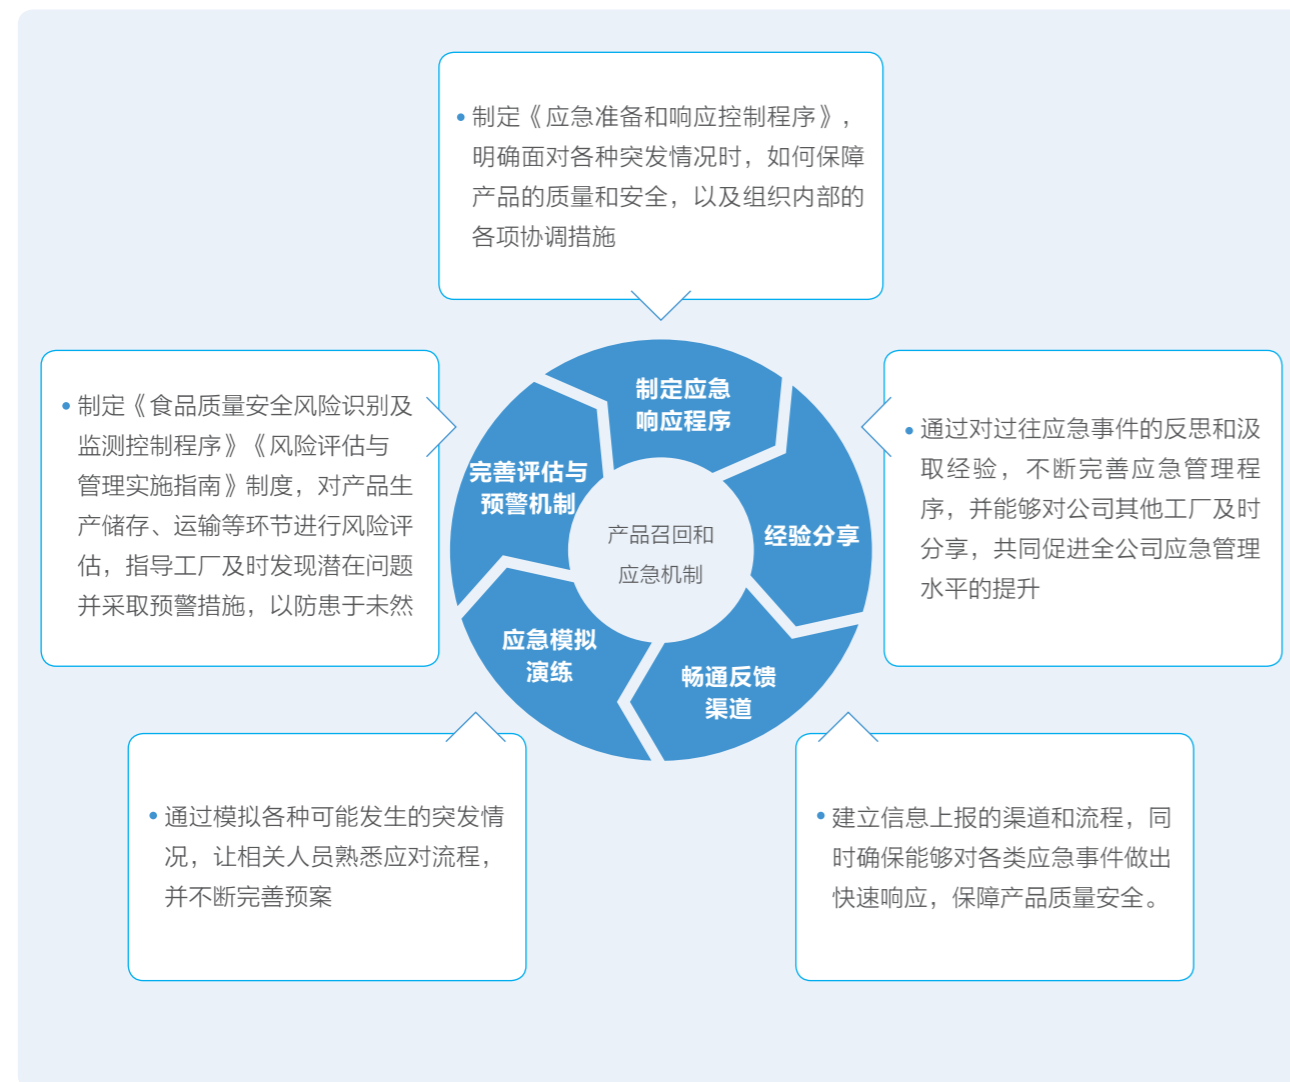 • 制定《应急准备和响应控制程序》，
明确面对各种突发情况时，如何保障
产品的质量和安全，以及组织内部的
各项协调措施
• 制定《食品质量安全风险识别及
监测控制程序》《风险评估与
管理实施指南》制度，对产品生
产储存、运输等环节进行风险评
估，指导工厂及时发现潜在问题
并采取预警措施，以防患于未然
制定应急
响应程序
完善评估与
预警机制
产品召回和
应急机制
经验分享
应急模拟
演练
畅通反馈
渠道
• 通过对过往应急事件的反思和汲
取经验，不断完善应急管理程
序，并能够对公司其他工厂及时
分享，共同促进全公司应急管理
水平的提升
• 通过模拟各种可能发生的突发情
况，让相关人员熟悉应对流程，
并不断完善预案
• 建立信息上报的渠道和流程，同
时确保能够对各类应急事件做出
快速响应，保障产品质量安全。